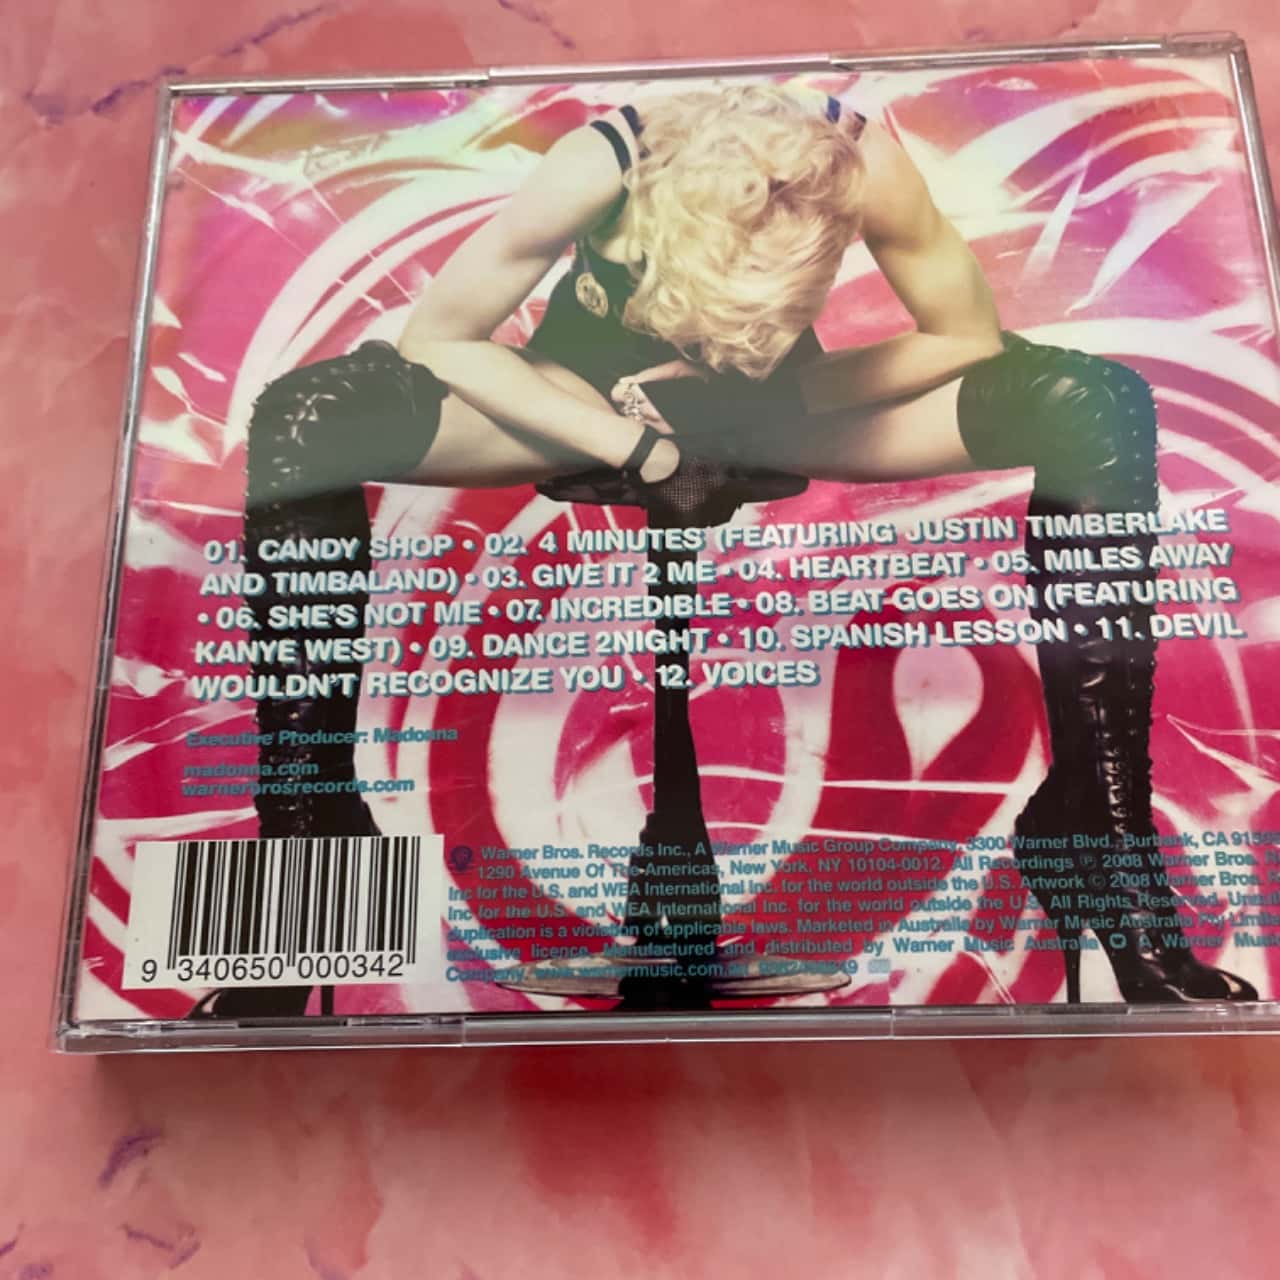 01. CANDY SHOP • 02. 4 MINUTES (FEATURING JUSTIN TIMBERLAKE
AND TIMBALAND) • 03. GIVE IT 2 ME • 04. HEARTBEAT • 05. MILES AWAY
• 06. SHE'S NOT ME • 07. INCREDIBLE • 08. BEAT GOES ON (FEATURING
KANYE WEST) • 09. DANCE 2NIGHT • 10. SPANISH LESSON • 11. DEVIL
WOULDN'T RECOGNIZE YOU • 12. VOICES
Executive Producer: Madonna
madonna.com
warnerbrosrecords.com
Warner Bros. Records Inc., A Warner Music Group Company, 3300 Warner Blvd., Burbank, CA
1290 Avenue Of The Americas, New York, NY 10104-0012. All Recordings ℗ 2008 Warner Bros.
Inc for the U.S. and WEA International Inc. for the world outside the U.S. Artwork © 2008 Warner Bros.
Inc for the U.S. and WEA International Inc. for the world outside the U.S. All Rights Reserved.
duplication is a violation of applicable laws. Marketed in Australia by Warner Music Australia Pty
exclusive licence. Manufactured and distributed by Warner Music Australia A Warner Music
Company. www.warnermusic.com.au
9 340650 000342